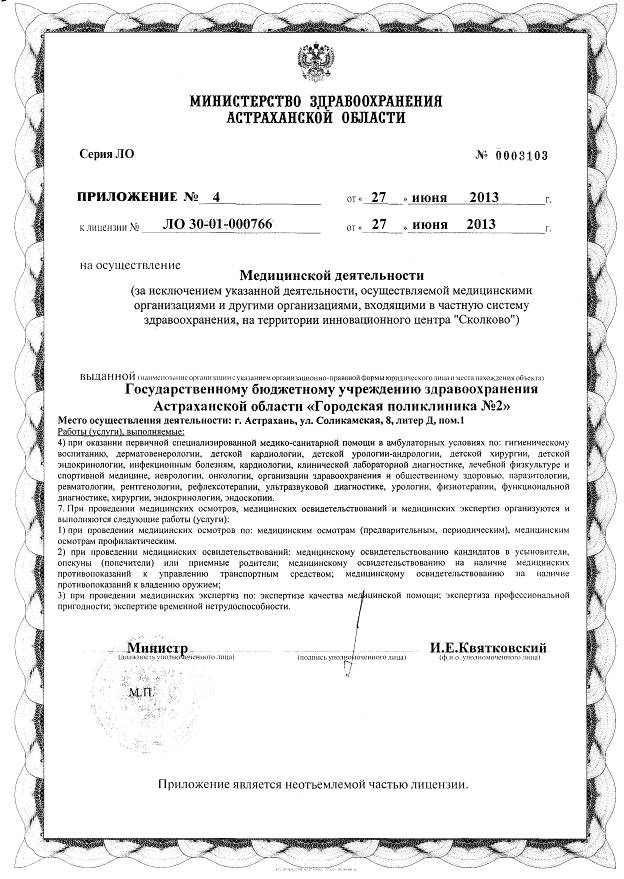 МИНИСТЕРСТВО ЗДРАВООХРАНЕНИЯ
АСТРАХАНСКОЙ ОБЛАСТИ
Серия ЛО
№ 0003103
ПРИЛОЖЕНИЕ № 4 от « 27 » июня 2013 г.
к лицензии № ЛО 30-01-000766 от « 27 » июня 2013 г.
на осуществление
Медицинской деятельности
(за исключением указанной деятельности, осуществляемой медицинскими
организациями и другими организациями, входящими в частную систему
здравоохранения, на территории инновационного центра "Сколково")
выданной (наименование организации с указанием организационно-правовой формы юридического лица и места нахождения объекта)
Государственному бюджетному учреждению здравоохранения
Астраханской области «Городская поликлиника №2»
Место осуществления деятельности: г. Астрахань, ул. Соликамская, 8, литер Д, пом.1
Работы (услуги), выполняемые:
4) при оказании первичной специализированной медико-санитарной помощи в амбулаторных условиях по: гигиеническому
воспитанию, дерматовенерологии, детской кардиологии, детской урологии-андрологии, детской хирургии, детской
эндокринологии, инфекционным болезням, кардиологии, клинической лабораторной диагностике, лечебной физкультуре и
спортивной медицине, неврологии, онкологии, организации здравоохранения и общественному здоровью, паразитологии,
ревматологии, рентгенологии, рефлексотерапии, ультразвуковой диагностике, урологии, физиотерапии, функциональной
диагностике, хирургии, эндокринологии, эндоскопии.
7. При проведении медицинских осмотров, медицинских освидетельствований и медицинских экспертиз организуются и
выполняются следующие работы (услуги):
1) при проведении медицинских осмотров по: медицинским осмотрам (предварительным, периодическим), медицинским
осмотрам профилактическим.
2) при проведении медицинских освидетельствований: медицинскому освидетельствованию кандидатов в усыновители,
опекуны (попечители) или приемные родители; медицинскому освидетельствованию на наличие медицинских
противопоказаний к управлению транспортным средством; медицинскому освидетельствованию на наличие
противопоказаний к владению оружием;
3) при проведении медицинских экспертиз по: экспертизе качества медицинской помощи; экспертиза профессиональной
пригодности; экспертизе временной нетрудоспособности.
Министр И.Е.Квятковский
(должность уполномоченного лица) (подпись уполномоченного лица) (ф.и.о. уполномоченного лица)
М.П.
Приложение является неотъемлемой частью лицензии.